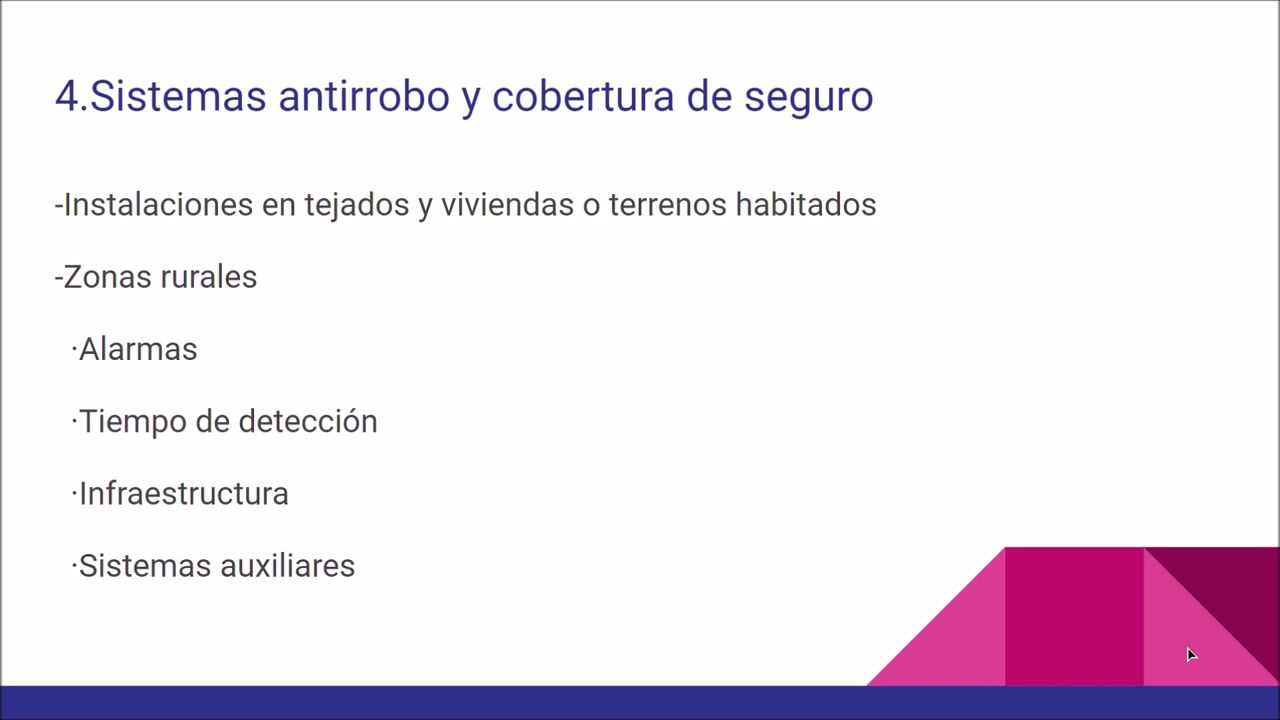 4.Sistemas antirrobo y cobertura de seguro
-Instalaciones en tejados y viviendas o terrenos habitados
-Zonas rurales
·Alarmas
·Tiempo de detección
·Infraestructura
·Sistemas auxiliares